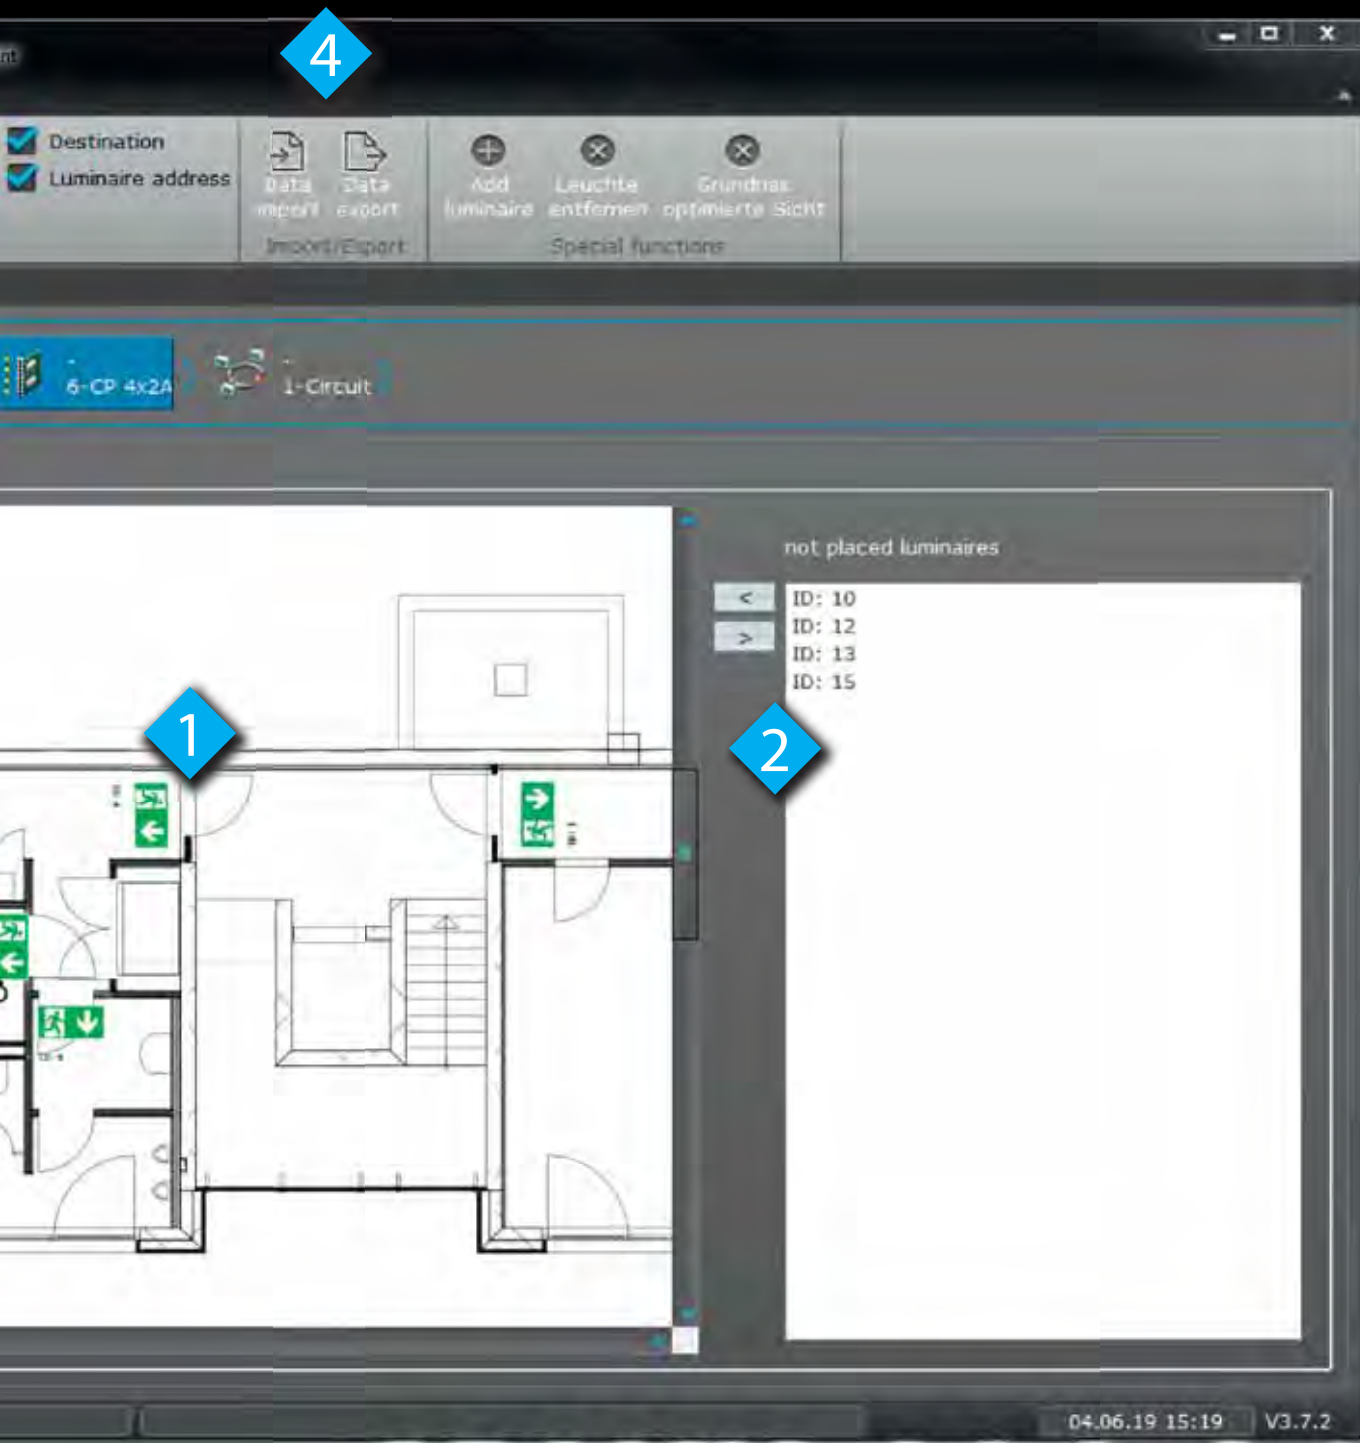 4
Destination
Luminaire address
Data
import
Data
export
Import/Export
Add
luminaire
Leuchte
entfernen
Grundriss
optimierte Sicht
Special functions
-
6-CP 4x2A
-
1-Circuit
not placed luminaires
<
>
ID: 10
ID: 12
ID: 13
ID: 15
1
2
04.06.19 15:19
V3.7.2